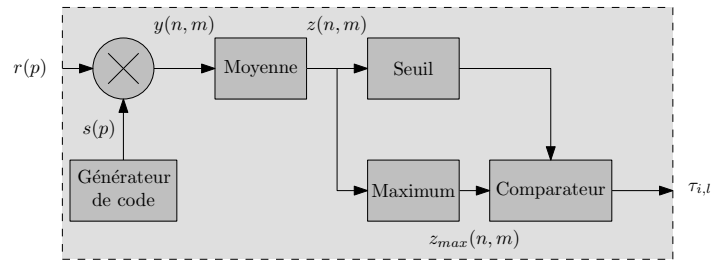 y(n, m)
z(n, m)
r(p)
Moyenne
Seuil
s(p)
Générateur
de code
Maximum
Comparateur
τ_{i,l}
z_{max}(n, m)